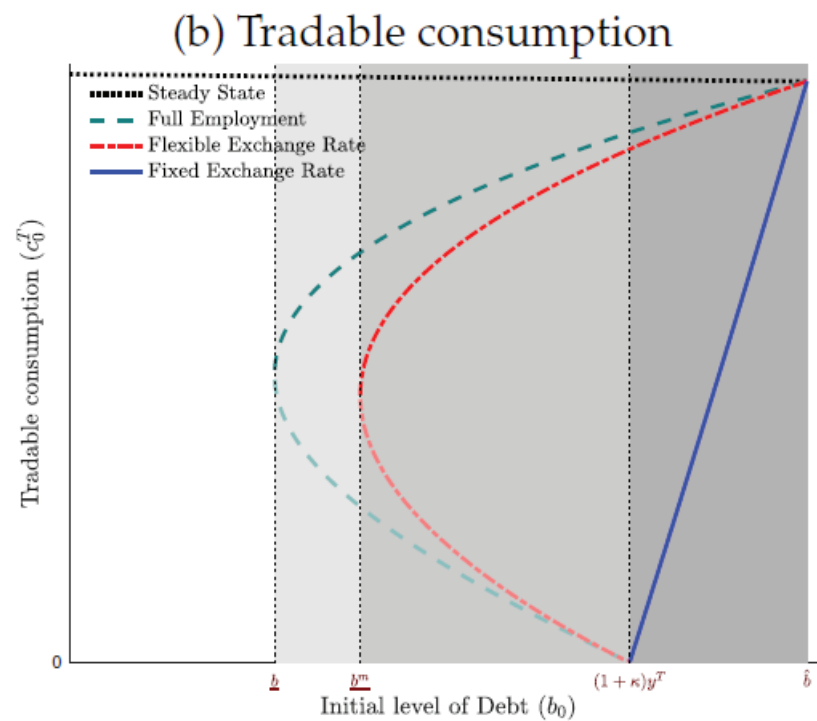 (b) Tradable consumption
Steady State
Full Employment
Flexible Exchange Rate
Fixed Exchange Rate
Tradable consumption (c₀ᵀ)
0
b̲
b̲ᵐ
(1 + κ)yᵀ
b̂
Initial level of Debt (b₀)